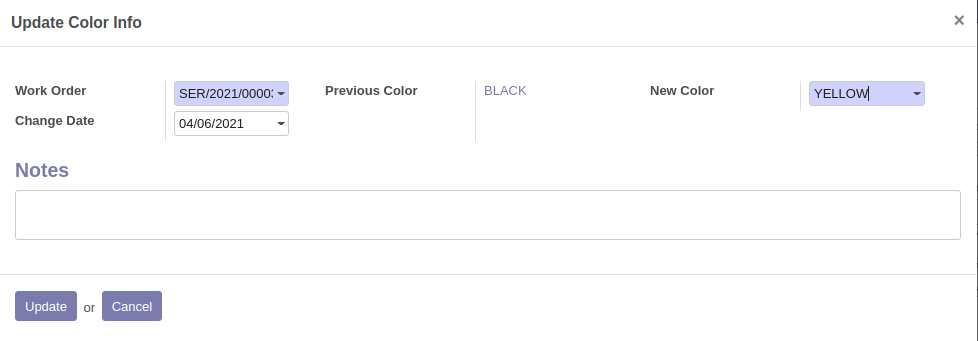 Update Color Info ×
Work Order SER/2021/0000 Previous Color BLACK New Color YELLOW
Change Date 04/06/2021
Notes
Update or Cancel